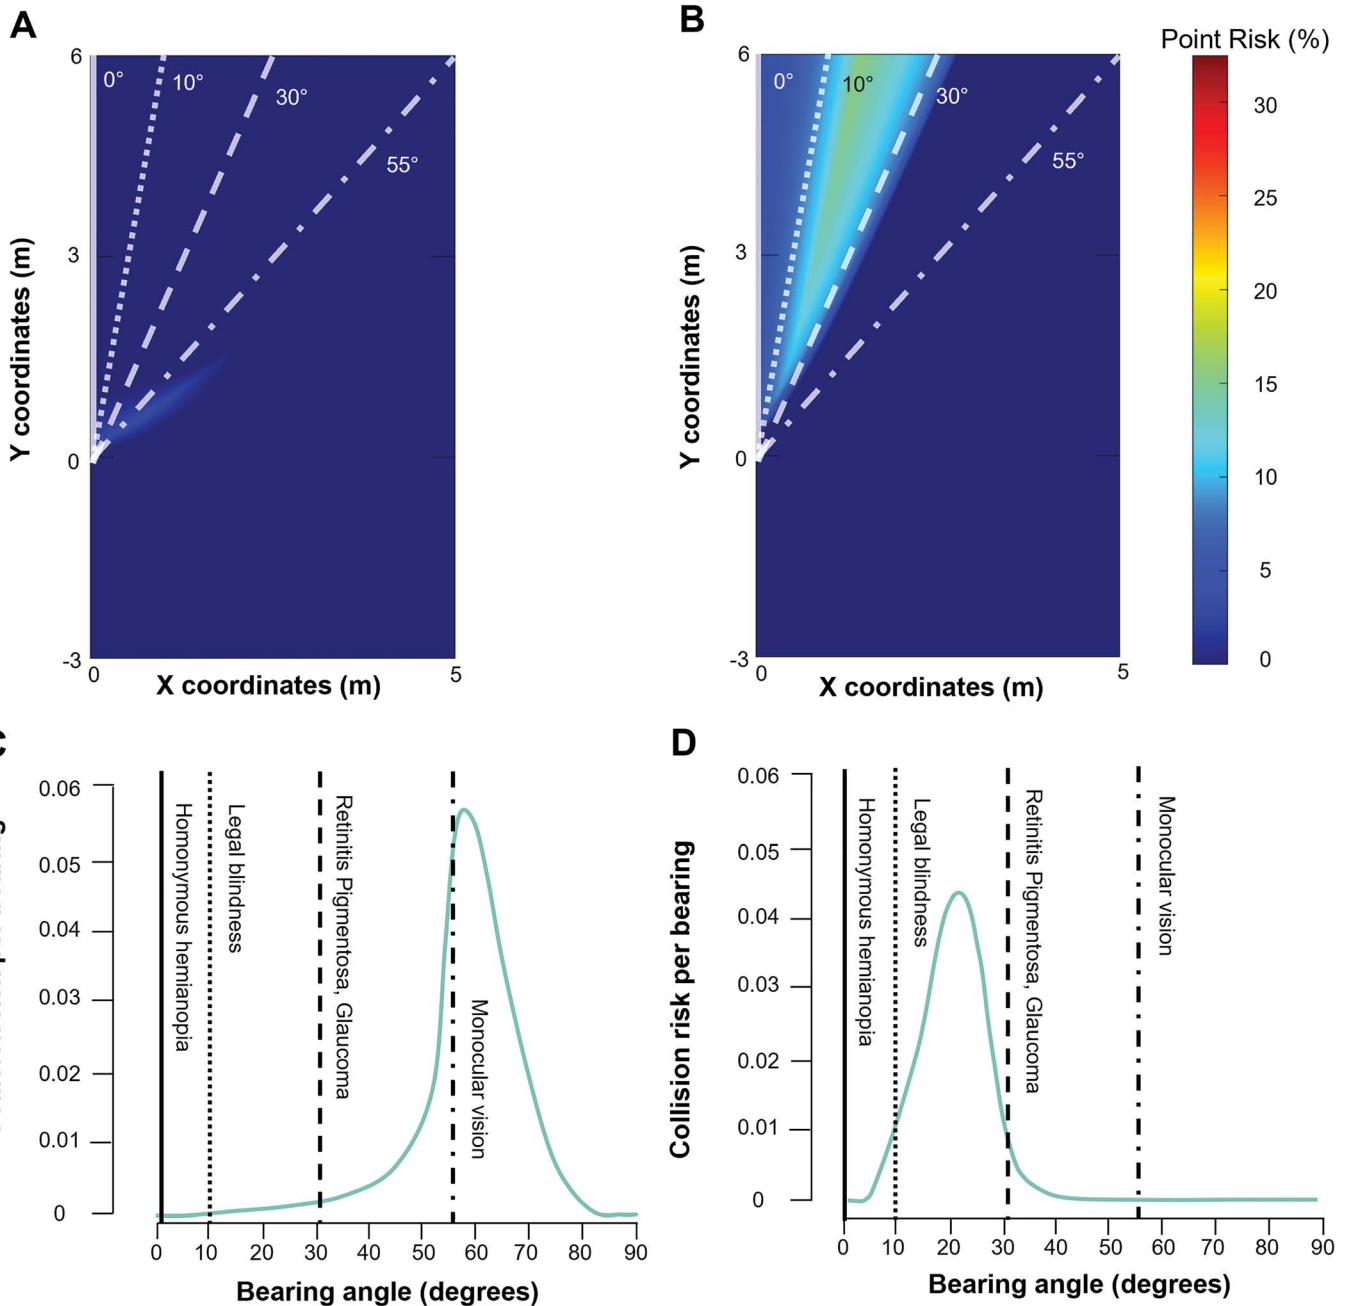 A
B
Point Risk (%)
6
0°
10°
30°
55°
3
0
-3
0
5
Y coordinates (m)
X coordinates (m)
6
0°
10°
30°
55°
3
0
-3
0
5
Y coordinates (m)
X coordinates (m)
30
25
20
15
10
5
0
D
0.06
0.05
0.04
0.03
0.02
0.01
0
Homonymous hemianopia
Legal blindness
Retinitis Pigmentosa, Glaucoma
Monocular vision
0 10 20 30 40 50 60 70 80 90
Bearing angle (degrees)
Collision risk per bearing
0.06
0.05
0.04
0.03
0.02
0.01
0
Homonymous hemianopia
Legal blindness
Retinitis Pigmentosa, Glaucoma
Monocular vision
0 10 20 30 40 50 60 70 80 90
Bearing angle (degrees)